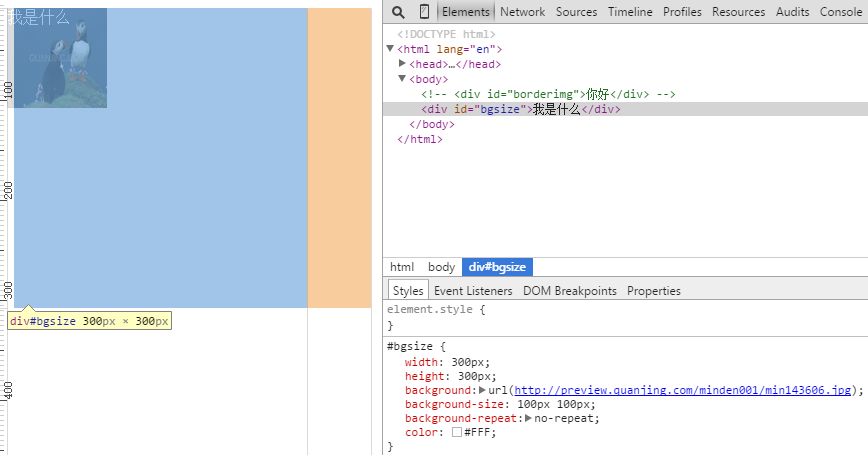 我是什么
100
200
300
400
div#bgsize 300px × 300px
Elements Network Sources Timeline Profiles Resources Audits Console
<!DOCTYPE html>
▼<html lang="en">
▶<head>…</head>
▼<body>
<!-- <div id="borderimg">你好</div> -->
<div id="bgsize">我是什么</div>
</body>
</html>
html body div#bgsize
Styles Event Listeners DOM Breakpoints Properties
element.style {
}
#bgsize {
width: 300px;
height: 300px;
background:▶url(http://preview.quanjing.com/minden001/min143606.jpg);
background-size: 100px 100px;
background-repeat:▶no-repeat;
color: #FFF;
}